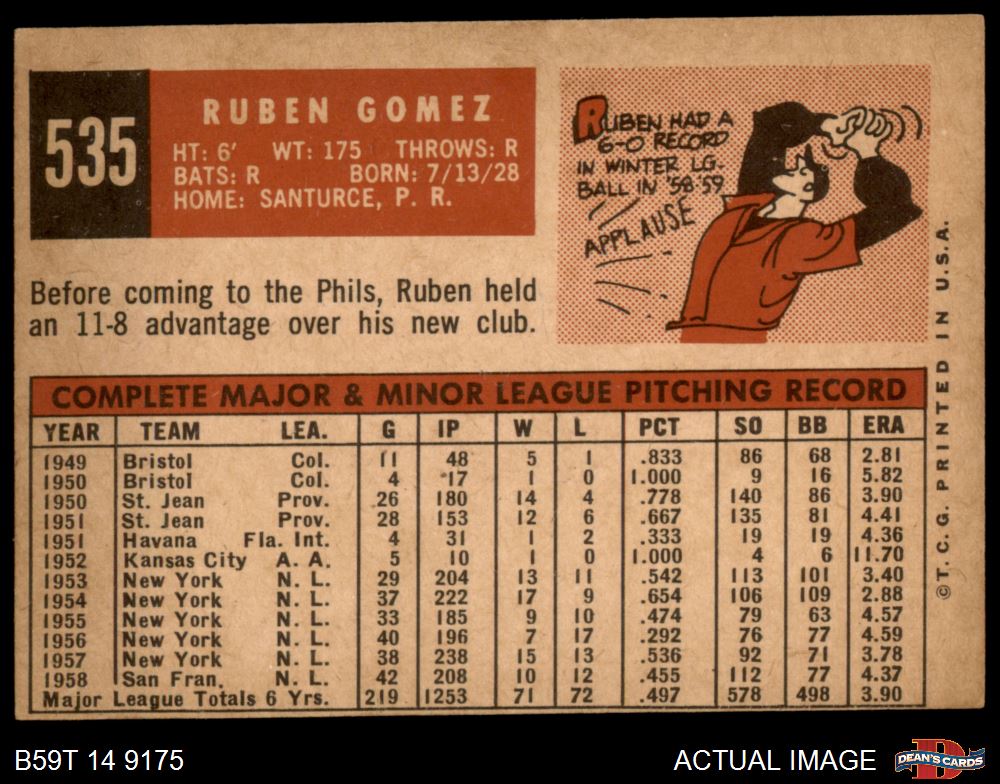 535
RUBEN GOMEZ
HT: 6' WT: 175 THROWS: R
BATS: R BORN: 7/13/28
HOME: SANTURCE, P. R.
RUBEN HAD A
6-0 RECORD
IN WINTER LG.
BALL IN '58-59
APPLAUSE
Before coming to the Phils, Ruben held
an 11-8 advantage over his new club.
COMPLETE MAJOR & MINOR LEAGUE PITCHING RECORD
YEAR TEAM LEA. G IP W L PCT SO BB ERA
1949 Bristol Col. 11 48 5 1 .833 86 68 2.81
1950 Bristol Col. 4 17 1 0 1.000 9 16 5.82
1950 St. Jean Prov. 26 180 14 4 .778 140 86 3.90
1951 St. Jean Prov. 28 153 12 6 .667 135 81 4.41
1951 Havana Fla. Int. 4 31 1 2 .333 19 19 4.36
1952 Kansas City A. A. 5 10 1 0 1.000 4 6 11.70
1953 New York N. L. 29 204 13 11 .542 113 101 3.40
1954 New York N. L. 37 222 17 9 .654 106 109 2.88
1955 New York N. L. 33 185 9 10 .474 79 63 4.57
1956 New York N. L. 40 196 7 17 .292 76 77 4.59
1957 New York N. L. 38 238 15 13 .536 92 71 3.78
1958 San Fran. N. L. 42 208 10 12 .455 112 77 4.37
Major League Totals 6 Yrs. 219 1253 71 72 .497 578 498 3.90
©T.C.G. PRINTED IN U.S.A.
B59T 14 9175
ACTUAL IMAGE
DEAN'S CARDS